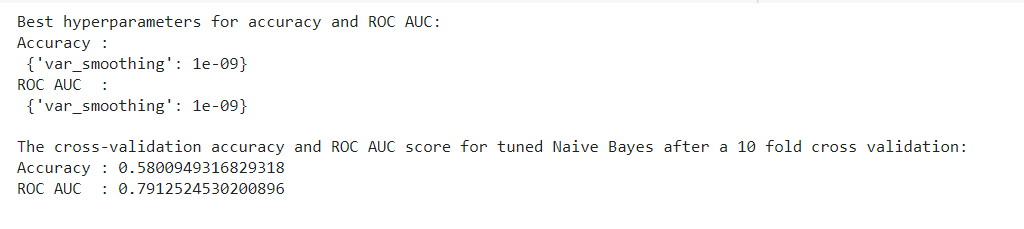 Best hyperparameters for accuracy and ROC AUC:
Accuracy :
{'var_smoothing': 1e-09}
ROC AUC  :
{'var_smoothing': 1e-09}
The cross-validation accuracy and ROC AUC score for tuned Naive Bayes after a 10 fold cross validation:
Accuracy : 0.5800949316829318
ROC AUC  : 0.7912524530200896